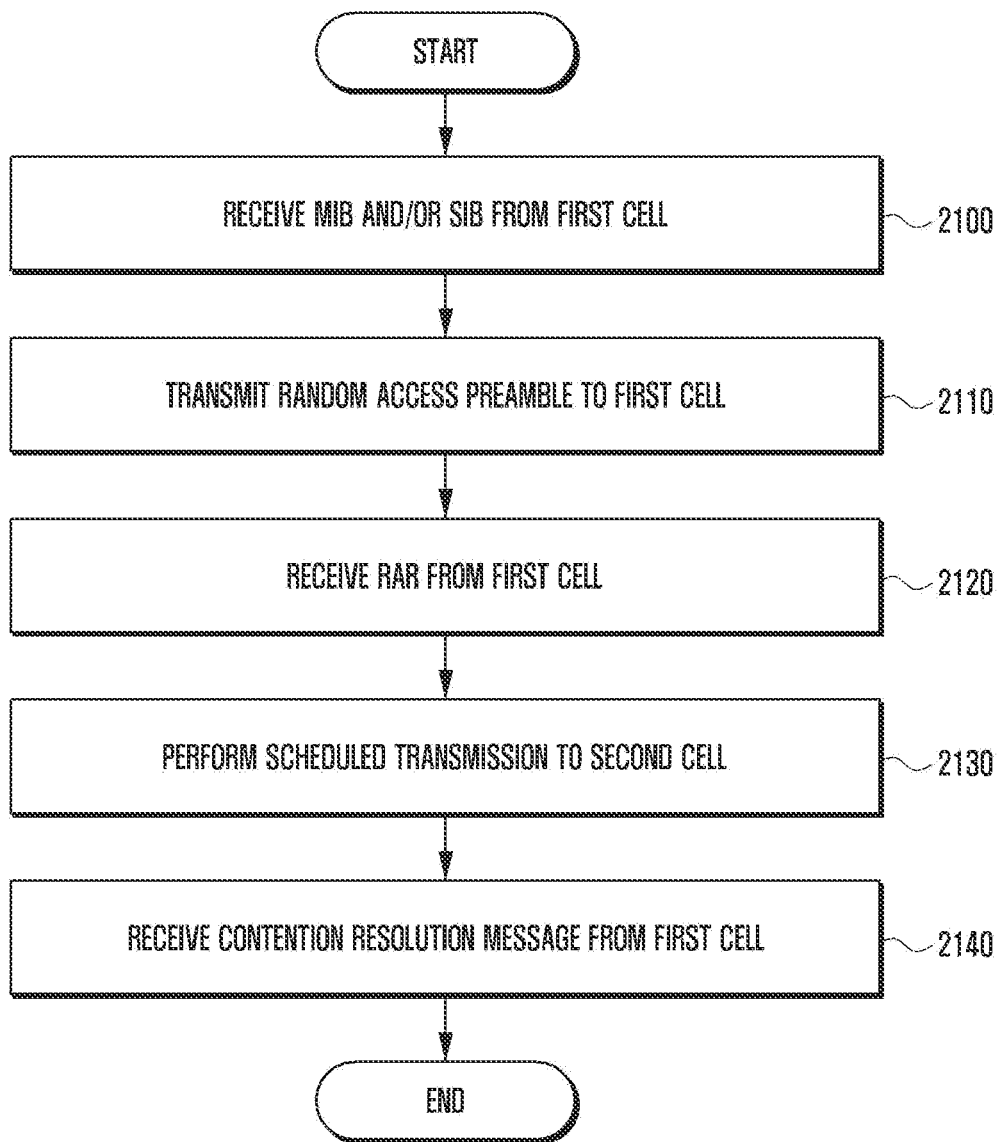 START
RECEIVE MIB AND/OR SIB FROM FIRST CELL
2100
TRANSMIT RANDOM ACCESS PREAMBLE TO FIRST CELL
2110
RECEIVE RAR FROM FIRST CELL
2120
PERFORM SCHEDULED TRANSMISSION TO SECOND CELL
2130
RECEIVE CONTENTION RESOLUTION MESSAGE FROM FIRST CELL
2140
END